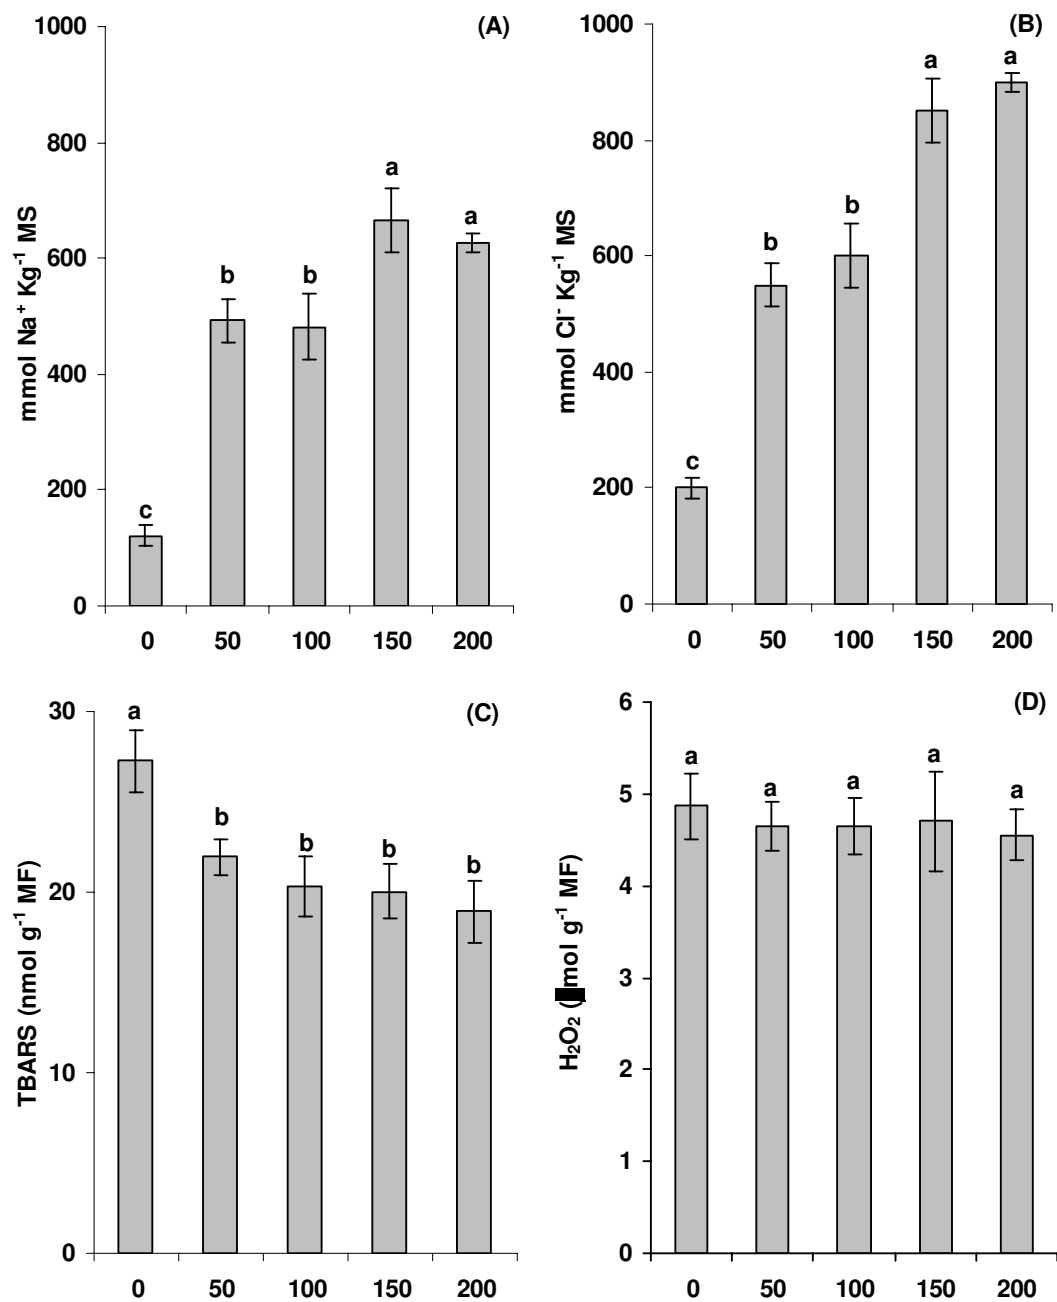 (A)
mmol Na⁺ Kg⁻¹ MS
1000
800
600
400
200
0
c
b
b
a
a
0 50 100 150 200
(B)
mmol Cl⁻ Kg⁻¹ MS
1000
800
600
400
200
0
c
b
b
a
a
0 50 100 150 200
(C)
TBARS (nmol g⁻¹ MF)
30
20
10
0
a
b
b
b
b
0 50 100 150 200
(D)
H₂O₂ ( mol g⁻¹ MF)
6
5
4
3
2
1
0
a
a
a
a
a
0 50 100 150 200